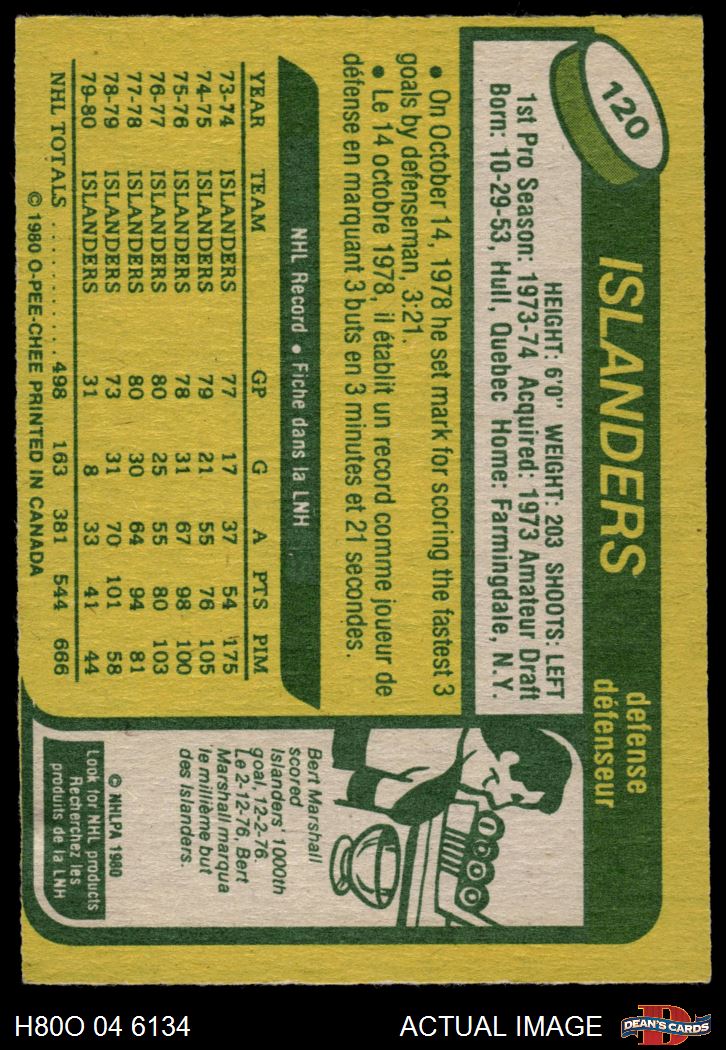 120
ISLANDERS
defense
défenseur
HEIGHT: 6'0" WEIGHT: 203 SHOOTS: LEFT
1st Pro Season: 1973-74 Acquired: 1973 Amateur Draft
Born: 10-29-53, Hull, Quebec Home: Farmingdale, N.Y.
• On October 14, 1978 he set mark for scoring the fastest 3
goals by defenseman, 3:21.
• Le 14 octobre 1978, il établit un record comme joueur de
défense en marquant 3 buts en 3 minutes et 21 secondes.
NHL Record • Fiche dans la LNH
YEAR TEAM GP G A PTS PIM
73-74 ISLANDERS 77 17 37 54 175
74-75 ISLANDERS 79 21 55 76 105
75-76 ISLANDERS 78 31 67 98 100
76-77 ISLANDERS 80 25 55 80 103
77-78 ISLANDERS 80 30 64 94 81
78-79 ISLANDERS 73 31 70 101 58
79-80 ISLANDERS 31 8 33 41 44
NHL TOTALS . . . . . . . . . . 498 163 381 544 666
© 1980 O-PEE-CHEE PRINTED IN CANADA
Bert Marshall
scored
Islanders' 1000th
goal, 12-2-76.
Le 2-12-76, Bert
Marshall marqua
le millième but
des Islanders.
© NHLPA 1980
Look for NHL products
Recherchez les
produits de la LNH
H80O 04 6134
ACTUAL IMAGE
D
DEAN'S CARDS